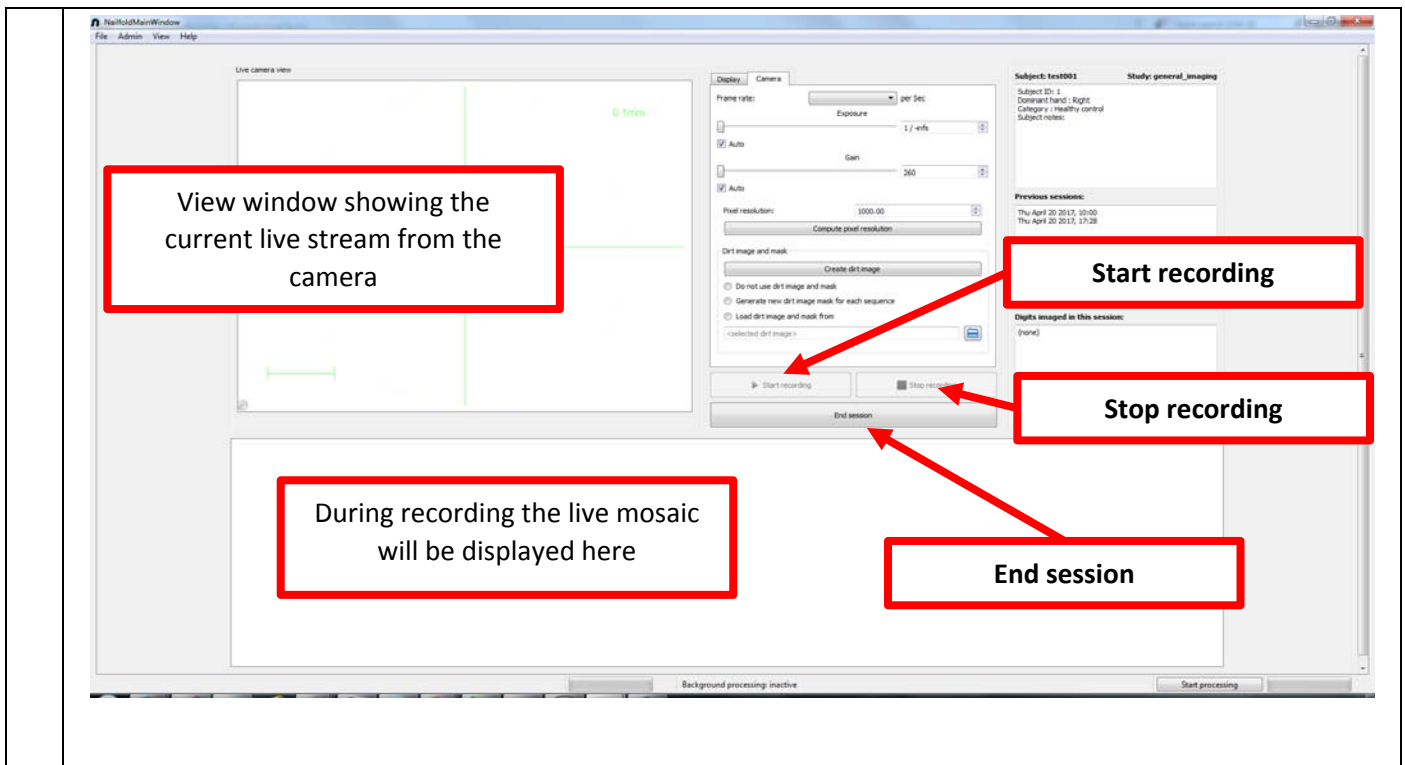 NailfoldMainWindow
File Admin View Help
Live camera view
0.1mm
View window showing the
current live stream from the
camera
Display Camera
Frame rate: per Sec
Exposure
1 / -infs
Auto
Gain
260
Auto
Pixel resolution: 1000.00
Compute pixel resolution
Dirt image and mask
Create dirt image
Do not use dirt image and mask
Generate new dirt image mask for each sequence
Load dirt image and mask from
<selected dirt image>
Start recording Stop recording
End session
Subject: test001 Study: general_imaging
Subject ID: 1
Dominant hand : Right
Category : Healthy control
Subject notes:
Previous sessions:
Thu April 20 2017, 10:00
Thu April 20 2017, 17:28
Start recording
Digits imaged in this session:
(none)
Stop recording
During recording the live mosaic
will be displayed here
End session
Background processing: inactive
Start processing